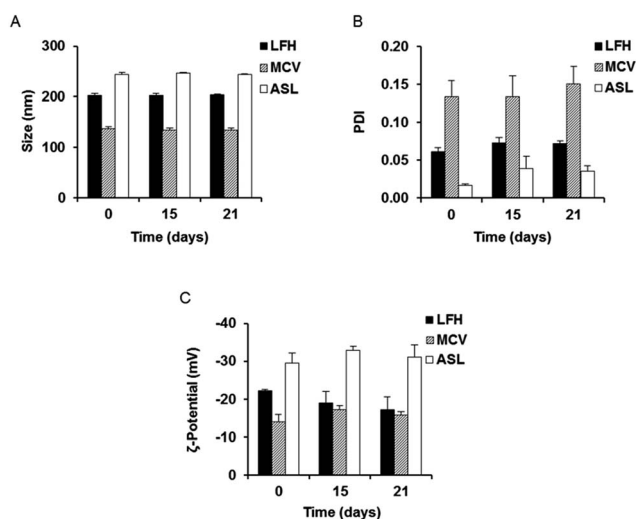 A
300
200
100
0
Size (nm)
0 15 21
Time (days)
LFH
MCV
ASL
B
0.20
0.15
0.10
0.05
0.00
PDI
0 15 21
Time (days)
LFH
MCV
ASL
C
-40
-30
-20
-10
0
ζ-Potential (mV)
0 15 21
Time (days)
LFH
MCV
ASL